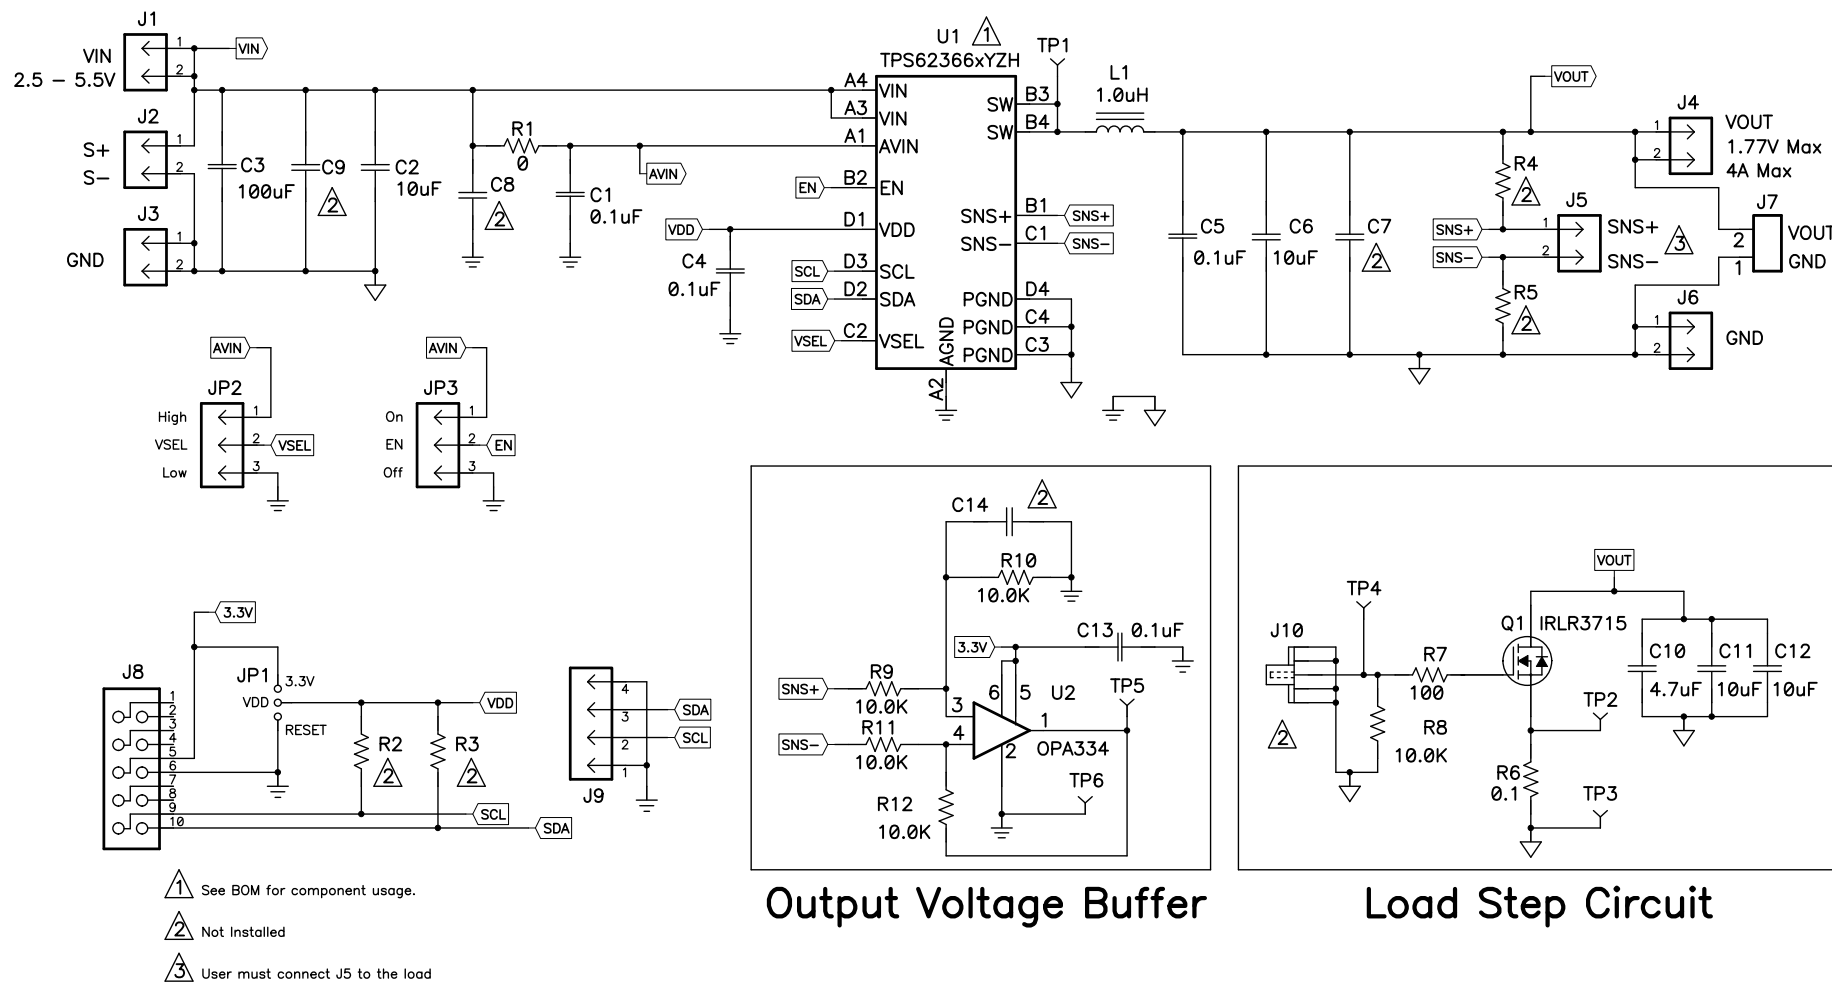 J1
VIN
2.5 - 5.5V
1
2
VIN
J2
S+
S-
1
2
J3
GND
1
2
C3
100uF
C9
2
C2
10uF
R1
0
C8
2
C1
0.1uF
AVIN
EN
VDD
C4
0.1uF
SCL
SDA
VSEL
U1
1
TPS62366xYZH
A4 VIN
A3 VIN
A1 AVIN
B2 EN
D1 VDD
D3 SCL
D2 SDA
C2 VSEL
AGND
A2
SW B3
SW B4
SNS+ B1 SNS+
SNS- C1 SNS-
PGND D4
PGND C4
PGND C3
TP1
L1
1.0uH
C5
0.1uF
C6
10uF
C7
2
VOUT
R4
2
SNS+
SNS-
R5
2
J5
1
2
SNS+
SNS-
3
J4
1
2
VOUT
1.77V Max
4A Max
J7
2
1
VOUT
GND
J6
1
2
GND
AVIN
JP2
High
VSEL
Low
1
2
3
VSEL
AVIN
JP3
On
EN
Off
1
2
3
EN
3.3V
J8
1
2
3
4
5
6
7
8
9
10
JP1
3.3V
VDD
RESET
VDD
R2
2
R3
2
SCL
SDA
J9
4
3
2
1
SDA
SCL
C14
2
R10
10.0K
3.3V
C13 0.1uF
SNS+
R9
10.0K
SNS-
R11
10.0K
3
4
6
5
1
2
U2
OPA334
TP5
TP6
R12
10.0K
Output Voltage Buffer
VOUT
TP4
J10
2
R7
100
R8
10.0K
Q1 IRLR3715
TP2
R6
0.1
TP3
C10
4.7uF
C11
10uF
C12
10uF
Load Step Circuit
1 See BOM for component usage.
2 Not Installed
3 User must connect J5 to the load